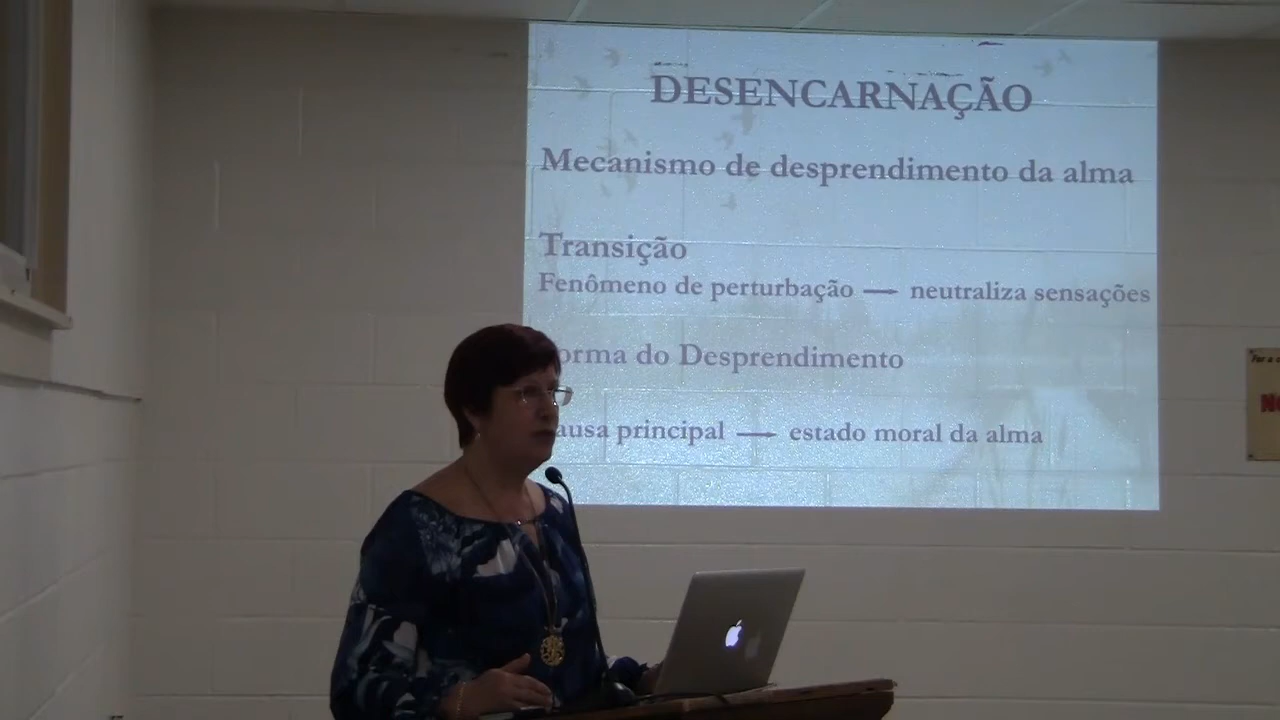 DESENCARNAÇÃO
Mecanismo de desprendimento da alma
Transição
Fenômeno de perturbação → neutraliza sensações
orma do Desprendimento
ausa principal → estado moral da alma